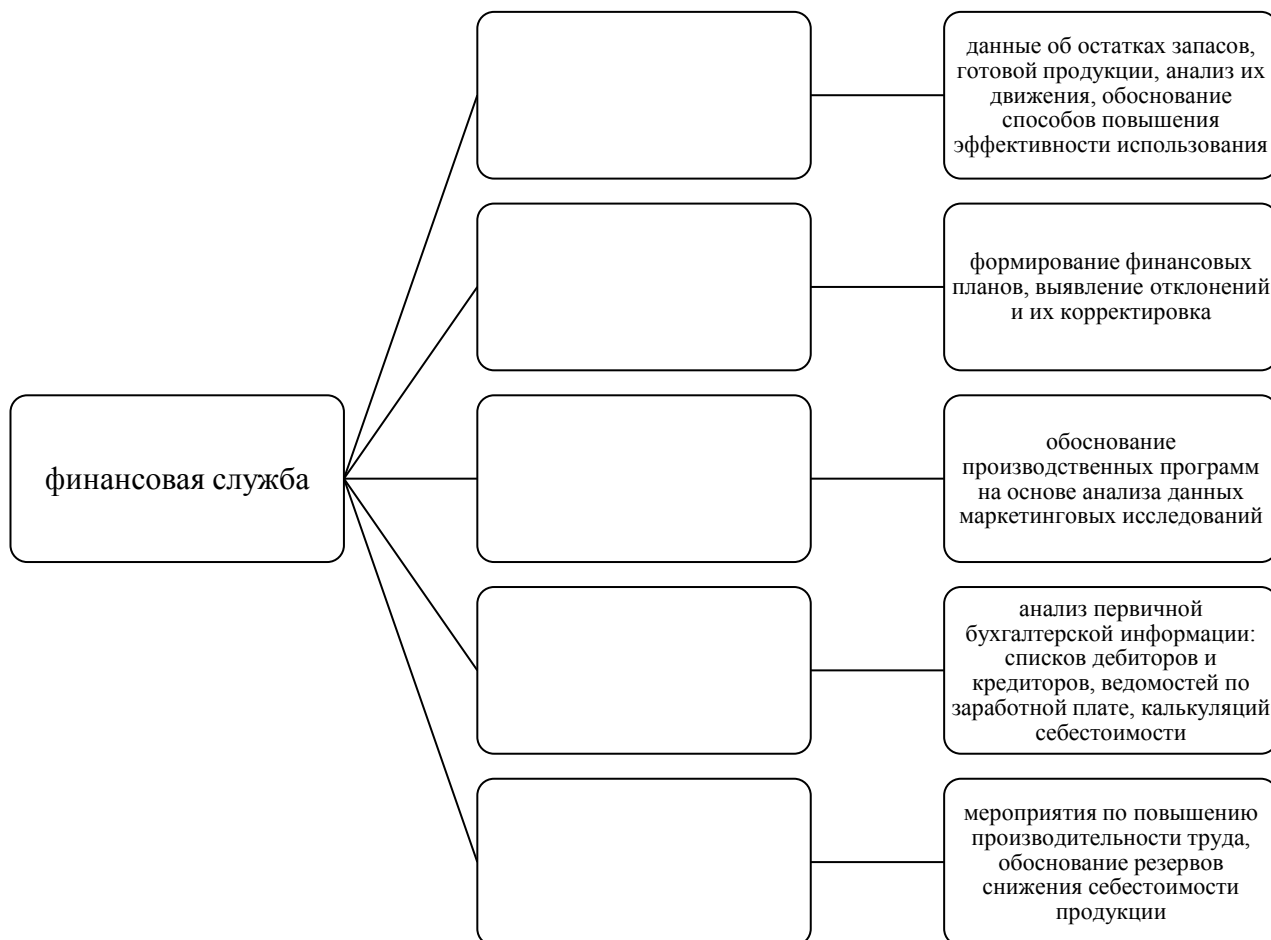 данные об остатках запасов,
готовой продукции, анализ их
движения, обоснование
способов повышения
эффективности использования
формирование финансовых
планов, выявление отклонений
и их корректировка
финансовая служба
обоснование
производственных программ
на основе анализа данных
маркетинговых исследований
анализ первичной
бухгалтерской информации:
списков дебиторов и
кредиторов, ведомостей по
заработной плате, калькуляций
себестоимости
мероприятия по повышению
производительности труда,
обоснование резервов
снижения себестоимости
продукции